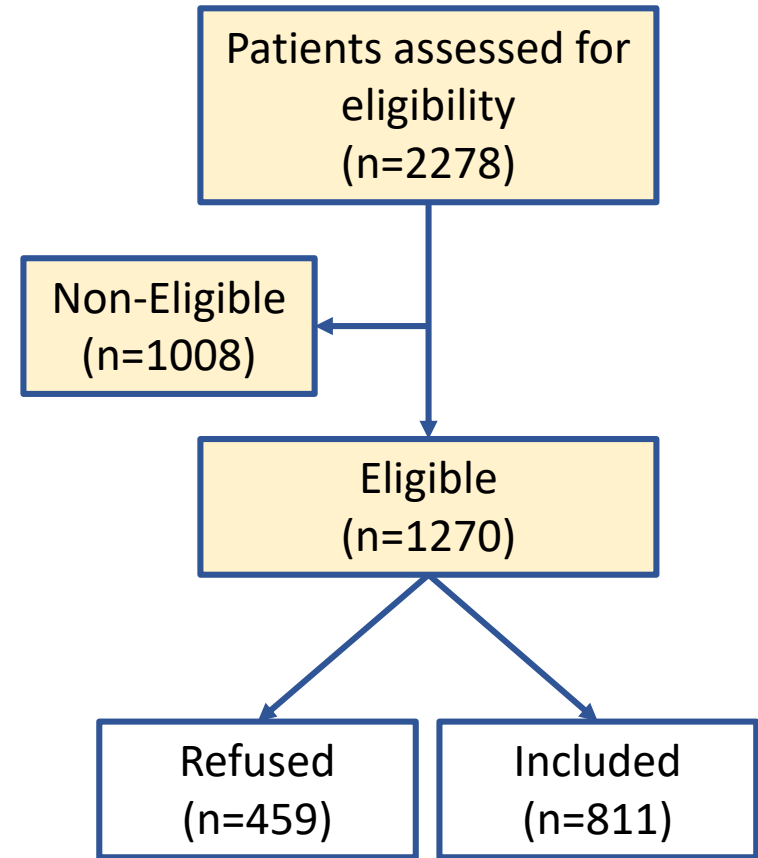 Patients assessed for
eligibility
(n=2278)
Non-Eligible
(n=1008)
Eligible
(n=1270)
Refused
(n=459)
Included
(n=811)